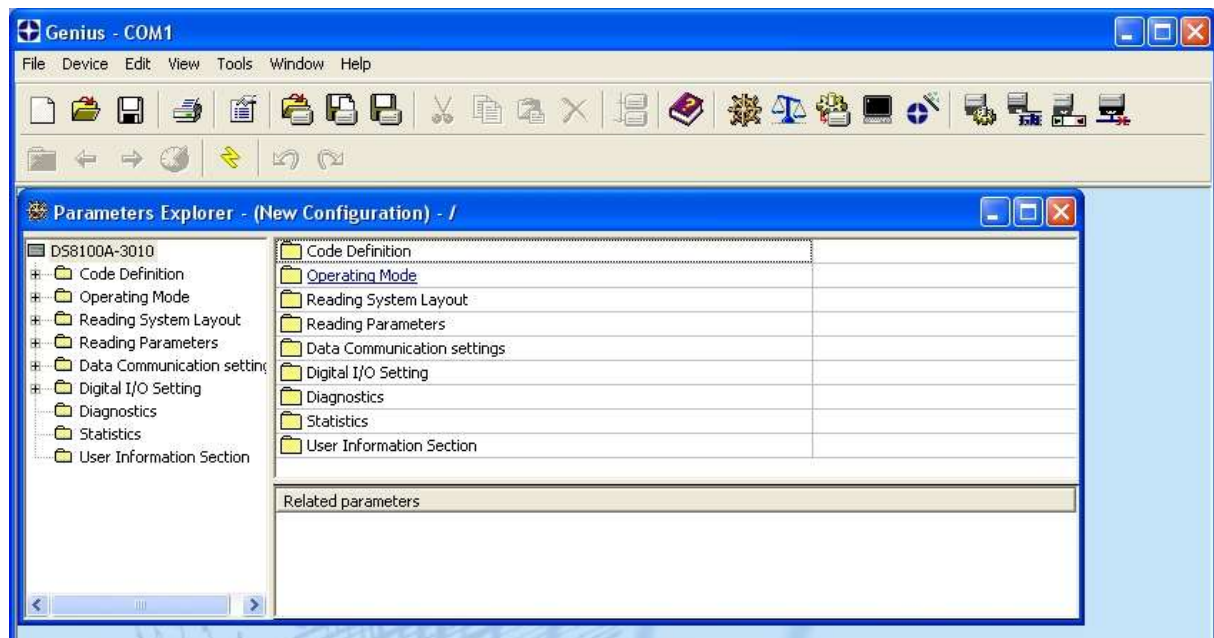 Genius - COM1
File Device Edit View Tools Window Help
Parameters Explorer - (New Configuration) - /
DS8100A-3010
Code Definition
Operating Mode
Reading System Layout
Reading Parameters
Data Communication setting
Digital I/O Setting
Diagnostics
Statistics
User Information Section
Code Definition
Operating Mode
Reading System Layout
Reading Parameters
Data Communication settings
Digital I/O Setting
Diagnostics
Statistics
User Information Section
Related parameters